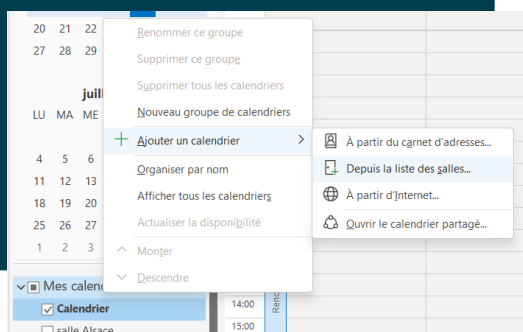 20 21 22
27 28 29
juil
LU MA ME
4 5 6
11 12 13
18 19 20
25 26 27
1 2 3
Mes calend
Calendrier
salle Alsace
Renommer ce groupe
Supprimer ce groupe
Supprimer tous les calendriers
Nouveau groupe de calendriers
Ajouter un calendrier
Organiser par nom
Afficher tous les calendriers
Actualiser la disponibilité
Monter
Descendre
À partir du carnet d'adresses...
Depuis la liste des salles...
À partir d'Internet...
Ouvrir le calendrier partagé...
14:00
15:00
Renc